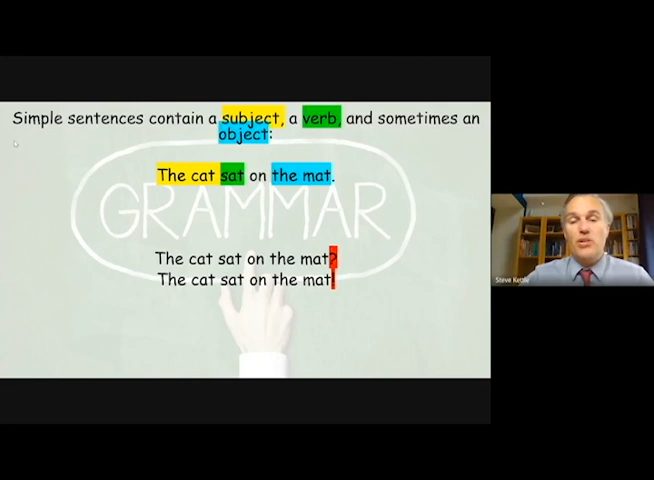 Simple sentences contain a subject, a verb, and sometimes an
object:
The cat sat on the mat.
GRAMMAR
The cat sat on the mat?
The cat sat on the mat!
Steve Kettle